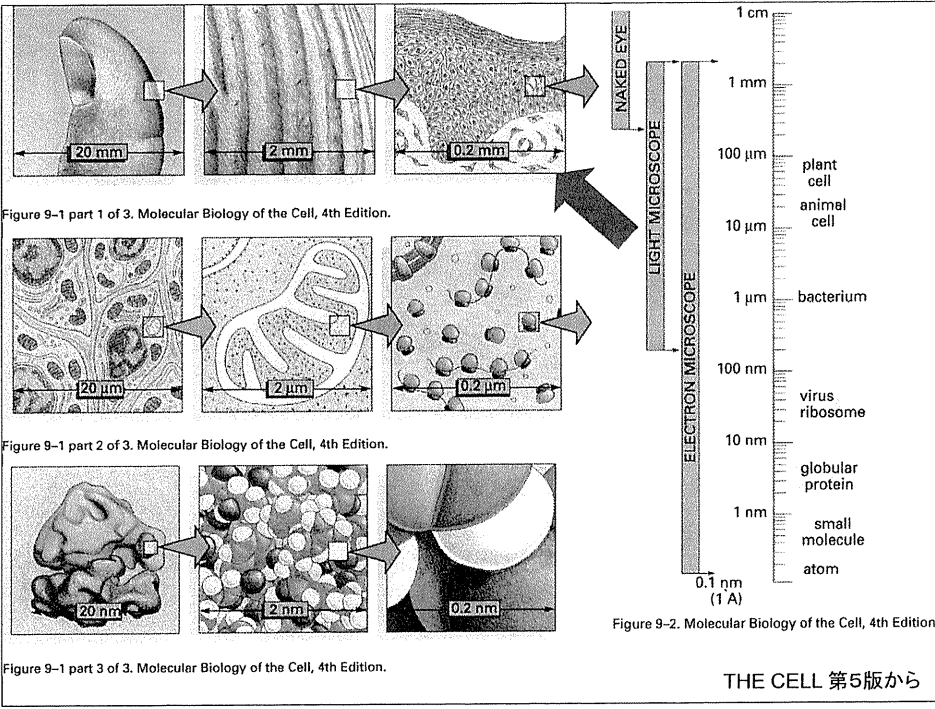 20 mm
2 mm
0.2 mm
Figure 9–1 part 1 of 3. Molecular Biology of the Cell, 4th Edition.
20 µm
2 µm
0.2 µm
Figure 9–1 part 2 of 3. Molecular Biology of the Cell, 4th Edition.
20 nm
2 nm
0.2 nm
Figure 9–1 part 3 of 3. Molecular Biology of the Cell, 4th Edition.
NAKED EYE
LIGHT MICROSCOPE
ELECTRON MICROSCOPE
1 cm
1 mm
100 µm
plant
cell
animal
cell
10 µm
1 µm
bacterium
100 nm
virus
ribosome
10 nm
globular
protein
1 nm
small
molecule
atom
0.1 nm
(1 A)
Figure 9–2. Molecular Biology of the Cell, 4th Edition
THE CELL 第5版から